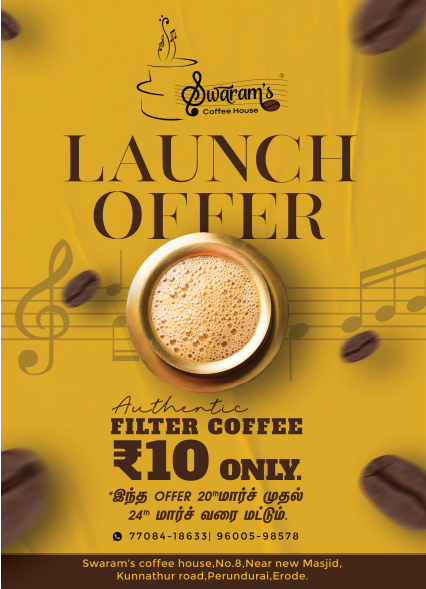 Swaram's
®
Coffee House
LAUNCH
OFFER
Authentic
FILTER COFFEE
₹10 ONLY.
*இந்த OFFER 20th மார்ச் முதல்
24th மார்ச் வரை மட்டும்.
77084-18633| 96005-98578
Swaram's coffee house,No.8,Near new Masjid,
Kunnathur road,Perundurai,Erode.